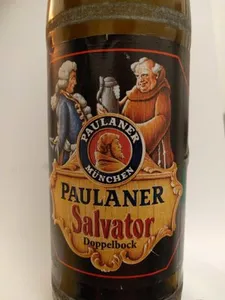 PAULANER
MÜNCHEN
PAULANER
Salvator
Doppelbock